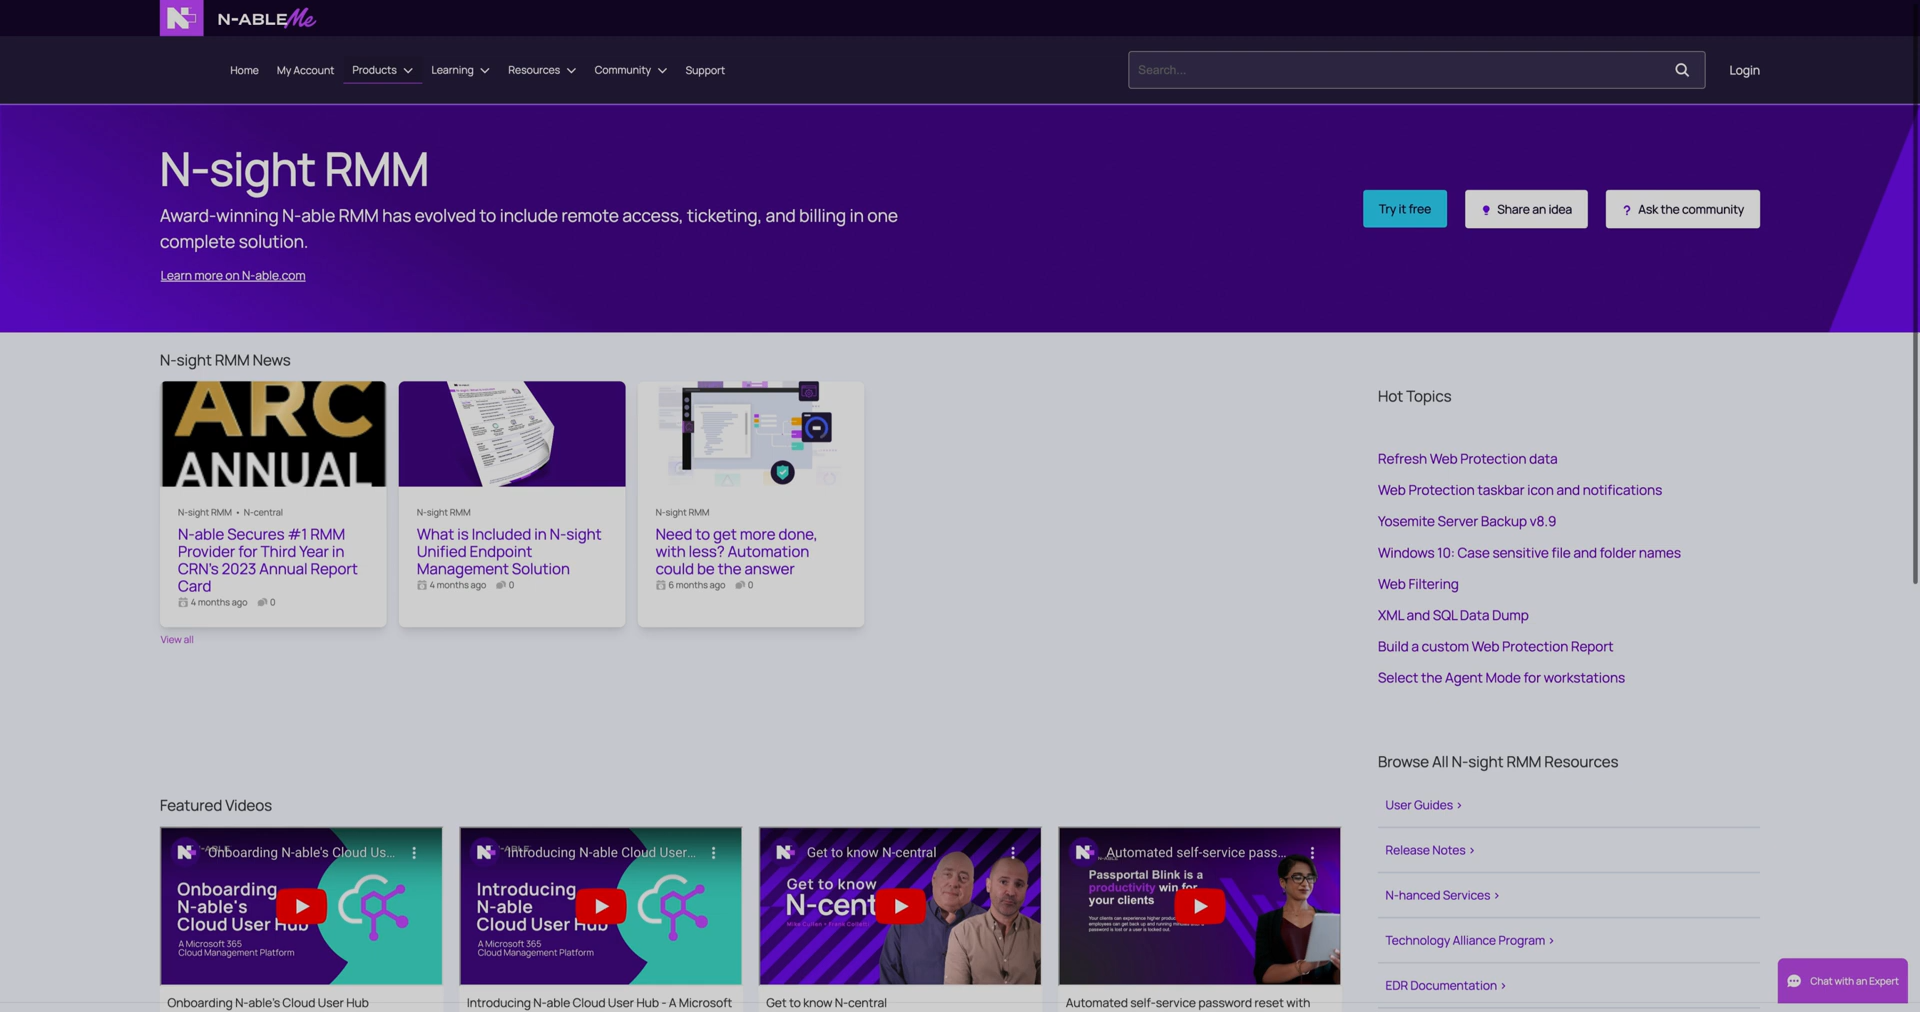 N-ABLEMe
Home
My Account
Products
Learning
Resources
Community
Support
Search...
Login
N-sight RMM
Award-winning N-able RMM has evolved to include remote access, ticketing, and billing in one
complete solution.
Learn more on N-able.com
Try it free
Share an idea
? Ask the community
N-sight RMM News
ARC
ANNUAL
N-sight RMM • N-central
N-able Secures #1 RMM
Provider for Third Year in
CRN's 2023 Annual Report
Card
4 months ago
0
N-sight RMM
What is Included in N-sight
Unified Endpoint
Management Solution
4 months ago
0
N-sight RMM
Need to get more done,
with less? Automation
could be the answer
6 months ago
0
View all
Hot Topics
Refresh Web Protection data
Web Protection taskbar icon and notifications
Yosemite Server Backup v8.9
Windows 10: Case sensitive file and folder names
Web Filtering
XML and SQL Data Dump
Build a custom Web Protection Report
Select the Agent Mode for workstations
Browse All N-sight RMM Resources
User Guides ›
Release Notes ›
N-hanced Services ›
Technology Alliance Program ›
EDR Documentation ›
Featured Videos
Onboarding N-able's Cloud Us...
Onboarding
N-able's
Cloud User Hub
A Microsoft 365
Cloud Management Platform
Onboarding N-able's Cloud User Hub
Introducing N-able Cloud User...
Introducing
N-able
Cloud User Hub
A Microsoft 365
Cloud Management Platform
Introducing N-able Cloud User Hub - A Microsoft
Get to know N-central
Get to know
N-cent
Get to know N-central
Automated self-service pass...
Passportal Blink is a
productivity win for
your clients
Automated self-service password reset with
Chat with an Expert